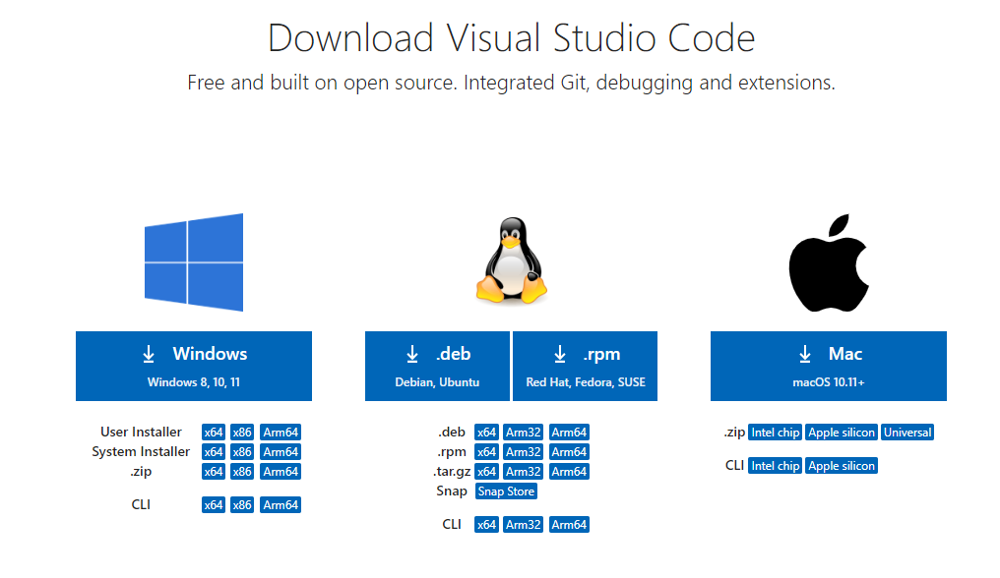 Download Visual Studio Code
Free and built on open source. Integrated Git, debugging and extensions.
Windows
Windows 8, 10, 11
User Installer x64 x86 Arm64
System Installer x64 x86 Arm64
.zip x64 x86 Arm64
CLI x64 x86 Arm64
.deb
Debian, Ubuntu
.rpm
Red Hat, Fedora, SUSE
.deb x64 Arm32 Arm64
.rpm x64 Arm32 Arm64
.tar.gz x64 Arm32 Arm64
Snap Snap Store
CLI x64 Arm32 Arm64
Mac
macOS 10.11+
.zip Intel chip Apple silicon Universal
CLI Intel chip Apple silicon